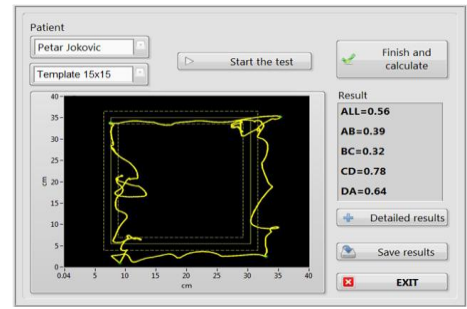 Patient
Petar Jokovic
Template 15x15
Start the test
Finish and
calculate
Result
ALL=0.56
AB=0.39
BC=0.32
CD=0.78
DA=0.64
Detailed results
Save results
EXIT
40
35
30
25
20
15
10
5
0
cm
0.04 5 10 15 20 25 30 35 40
cm